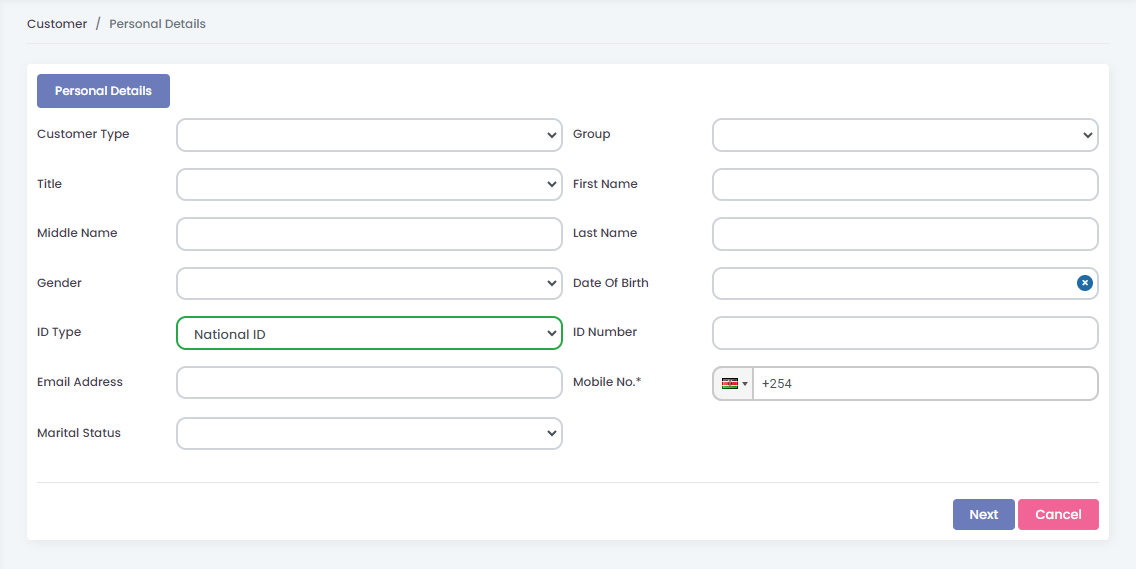 Customer / Personal Details
Personal Details
Customer Type
Group
Title
First Name
Middle Name
Last Name
Gender
Date Of Birth
ID Type National ID
ID Number
Email Address
Mobile No.* +254
Marital Status
Next Cancel